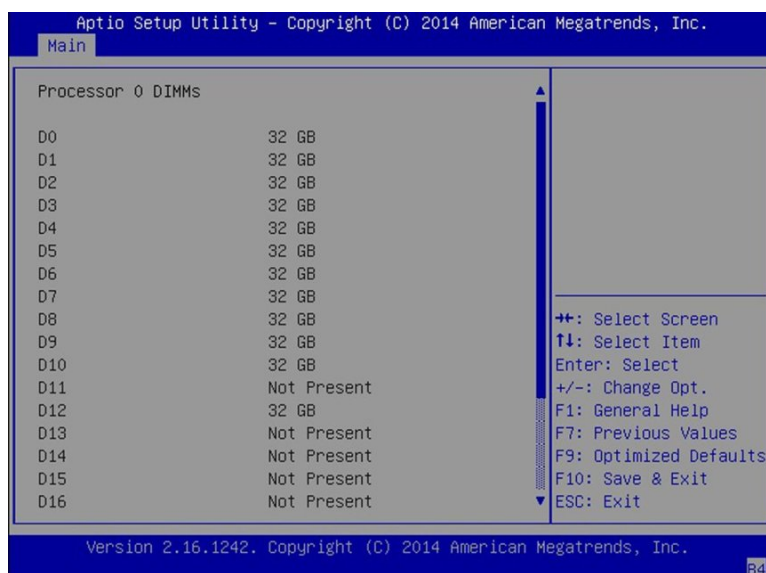 Aptio Setup Utility – Copyright (C) 2014 American Megatrends, Inc.
Main
Processor 0 DIMMs
D0 32 GB
D1 32 GB
D2 32 GB
D3 32 GB
D4 32 GB
D5 32 GB
D6 32 GB
D7 32 GB
D8 32 GB
D9 32 GB
D10 32 GB
D11 Not Present
D12 32 GB
D13 Not Present
D14 Not Present
D15 Not Present
D16 Not Present
→←: Select Screen
↑↓: Select Item
Enter: Select
+/-: Change Opt.
F1: General Help
F7: Previous Values
F9: Optimized Defaults
F10: Save & Exit
ESC: Exit
Version 2.16.1242. Copyright (C) 2014 American Megatrends, Inc.
B4